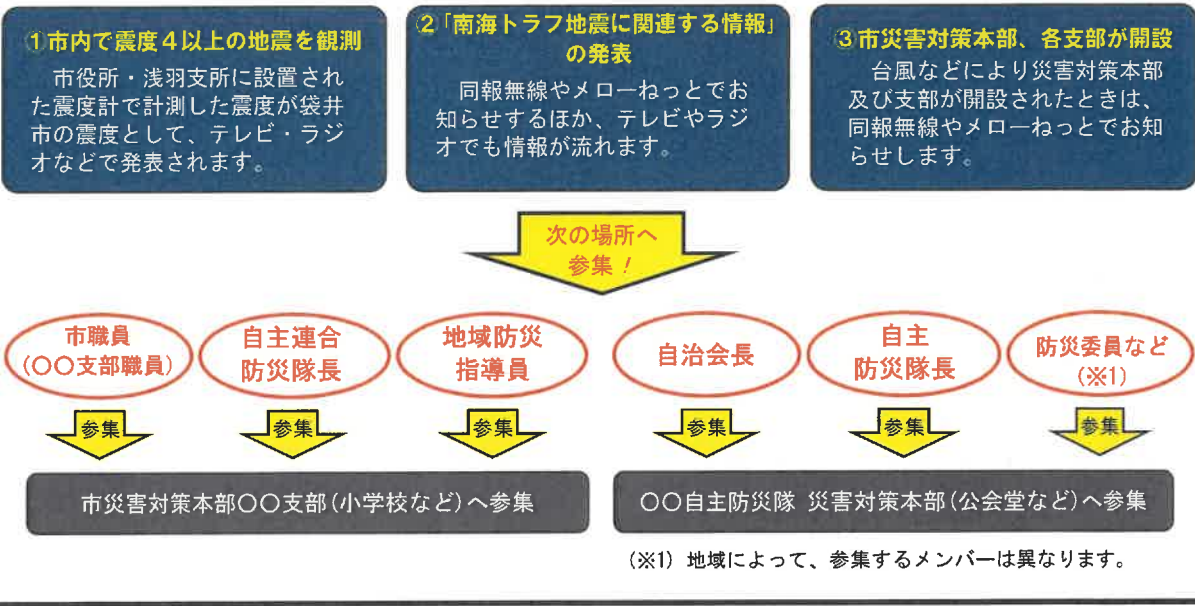 ①市内で震度4以上の地震を観測
市役所・浅羽支所に設置され
た震度計で計測した震度が袋井
市の震度として、テレビ・ラジ
オなどで発表されます。
②「南海トラフ地震に関連する情報」
の発表
同報無線やメローねっとでお
知らせするほか、テレビやラジ
オでも情報が流れます。
③市災害対策本部、各支部が開設
台風などにより災害対策本部
及び支部が開設されたときは、
同報無線やメローねっとでお知
らせします。
次の場所へ
参集！
市職員
(〇〇支部職員)
自主連合
防災隊長
地域防災
指導員
自治会長
自主
防災隊長
防災委員など
(※1)
参集
参集
参集
参集
参集
参集
市災害対策本部〇〇支部(小学校など)へ参集
〇〇自主防災隊 災害対策本部(公会堂など)へ参集
(※1) 地域によって、参集するメンバーは異なります。